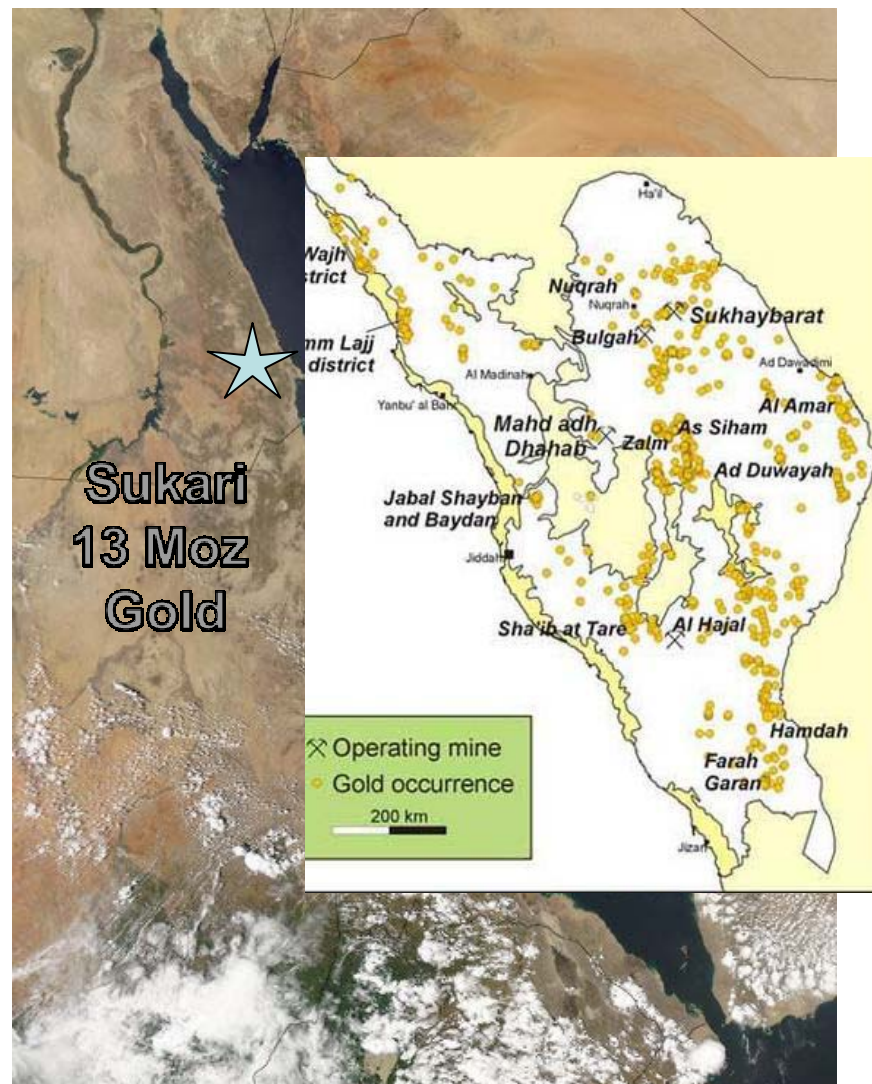 Ha'il
Wajh
strict
Nuqrah
Nuqrah
Sukhaybarat
Bulgah
mm Lajj
district
Ad Dawadimi
Al Madinah
Yanbu' al Bahr
Al Amar
Mahd adh
Dhahab
As Siham
Zalm
Ad Duwayah
Sukari
13 Moz
Gold
Jabal Shayban
and Baydan
Jiddah
Sha'ib at Tare
Al Hajal
Hamdah
Farah
Garan
Operating mine
Gold occurrence
200 km
Jizan